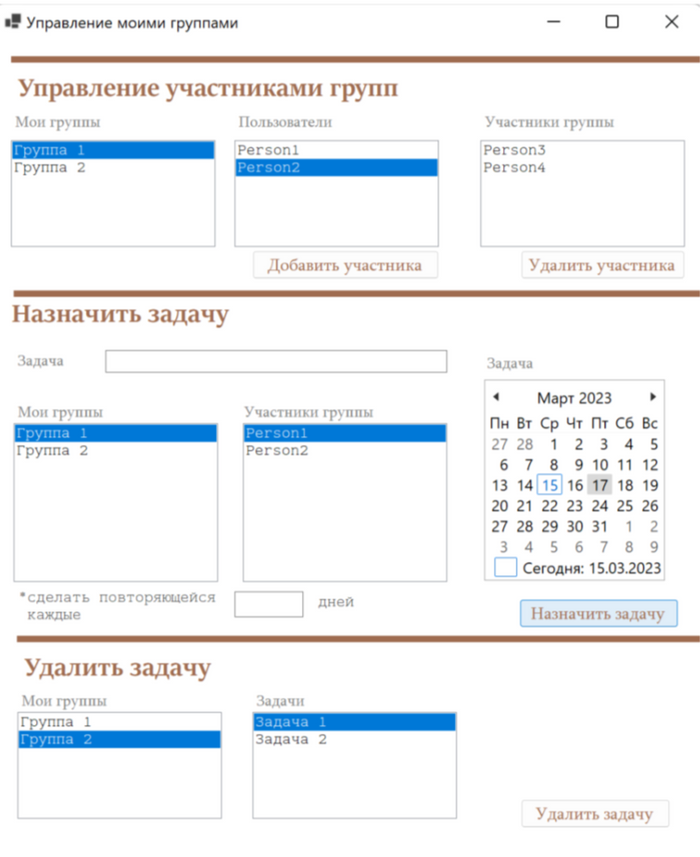 Управление моими группами
Управление участниками групп
Мои группы Пользователи Участники группы
Группа 1 Person1 Person3
Группа 2 Person2 Person4
Добавить участника Удалить участника
Назначить задачу
Задача
Задача
Март 2023
Пн Вт Ср Чт Пт Сб Вс
27 28 1 2 3 4 5
6 7 8 9 10 11 12
13 14 15 16 17 18 19
20 21 22 23 24 25 26
27 28 29 30 31 1 2
3 4 5 6 7 8 9
Сегодня: 15.03.2023
Мои группы Участники группы
Группа 1 Person1
Группа 2 Person2
*сделать повторяющейся
каждые
дней
Назначить задачу
Удалить задачу
Мои группы Задачи
Группа 1 Задача 1
Группа 2 Задача 2
Удалить задачу